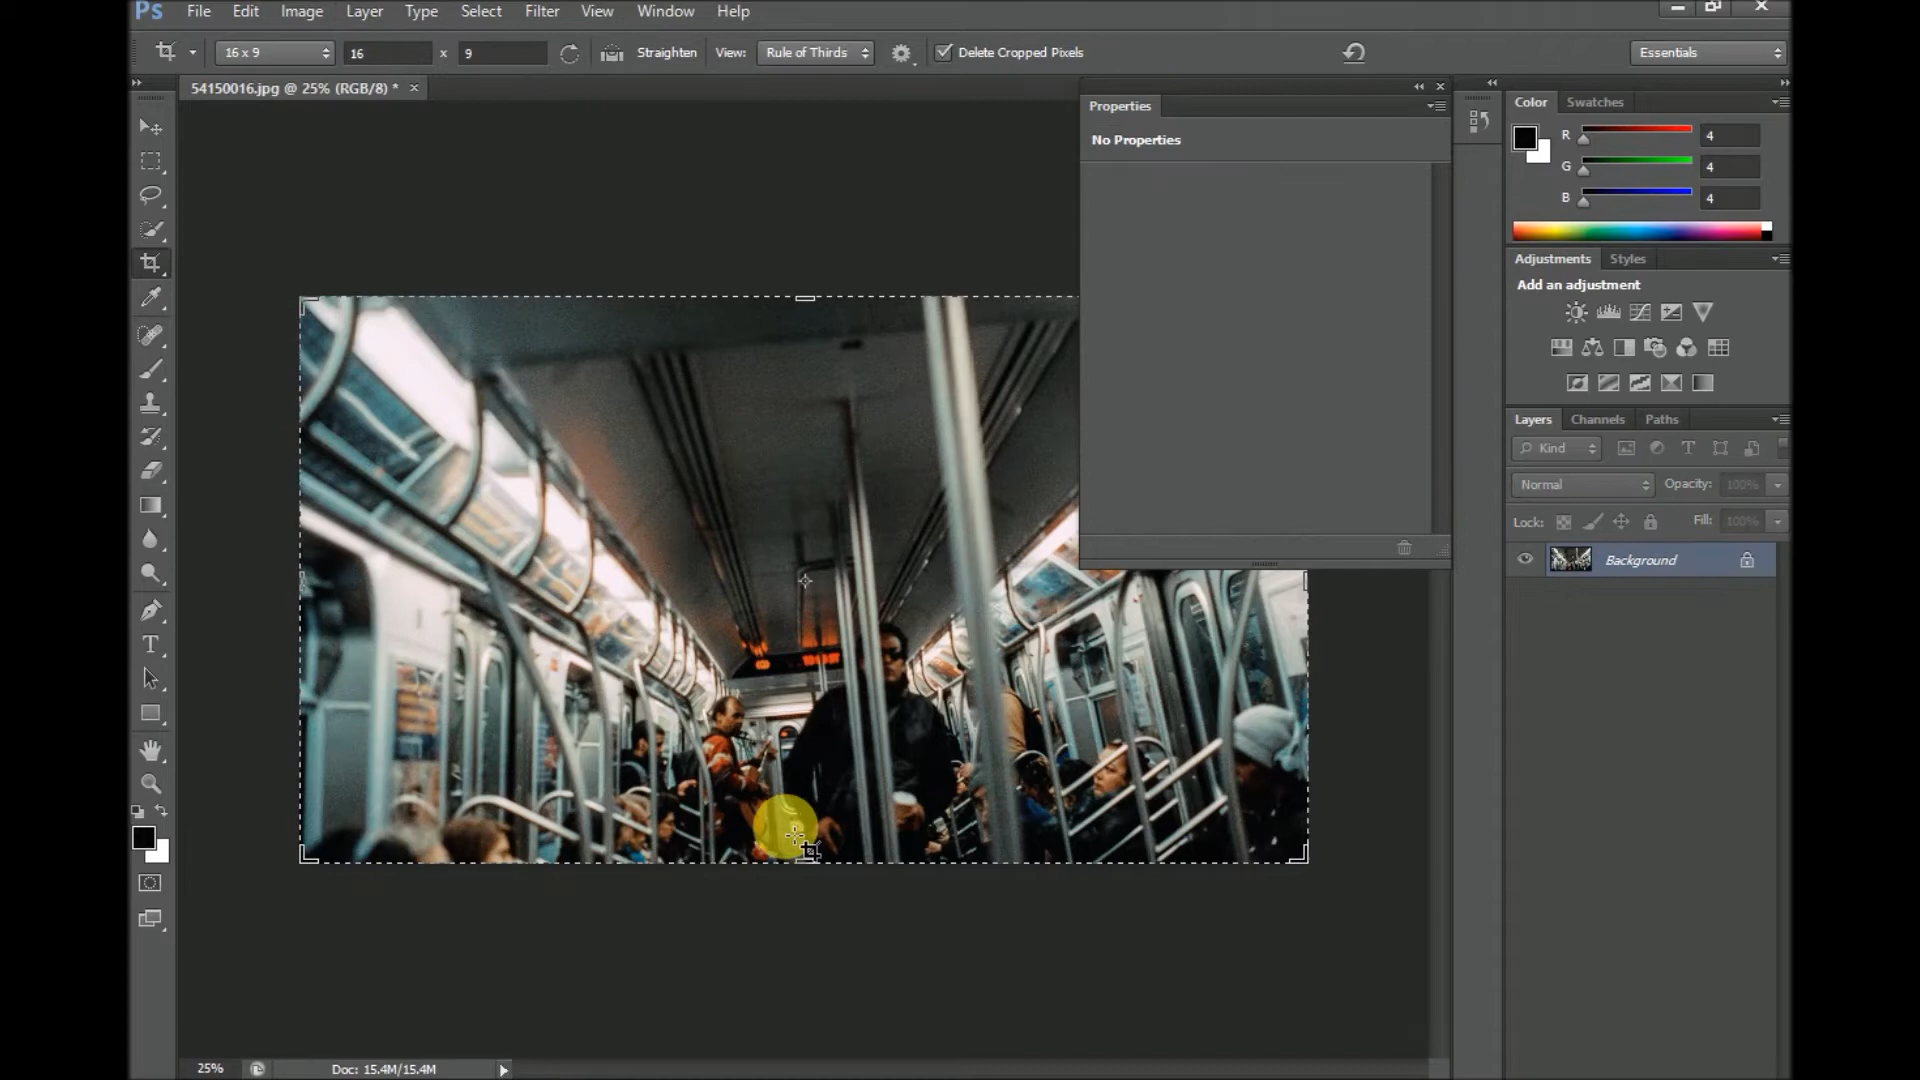 Ps File Edit Image Layer Type Select Filter View Window Help
16 x 9 16 x 9 Straighten View: Rule of Thirds Delete Cropped Pixels Essentials
54150016.jpg @ 25% (RGB/8) *
Properties
No Properties
Color Swatches
R 4
G 4
B 4
Adjustments Styles
Add an adjustment
Layers Channels Paths
Kind
Normal Opacity: 100%
Lock: Fill: 100%
Background
25% Doc: 15.4M/15.4M